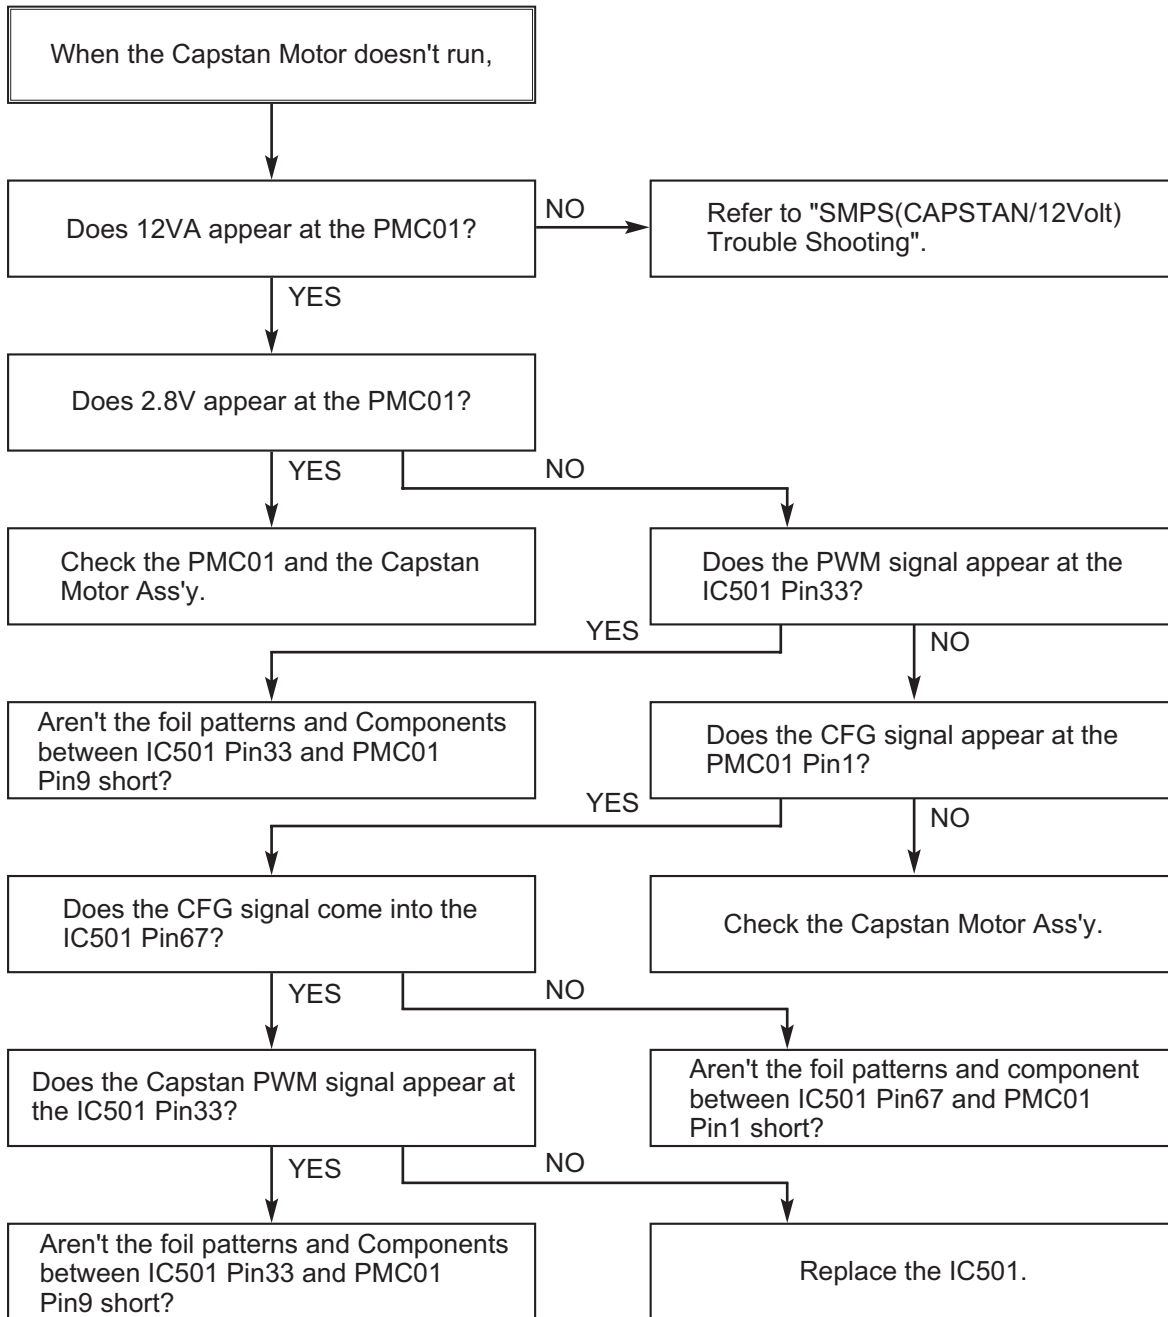 When the Capstan Motor doesn't run,
Does 12VA appear at the PMC01?
NO
Refer to "SMPS(CAPSTAN/12Volt)
Trouble Shooting".
YES
Does 2.8V appear at the PMC01?
YES
NO
Check the PMC01 and the Capstan
Motor Ass'y.
Does the PWM signal appear at the
IC501 Pin33?
YES
NO
Aren't the foil patterns and Components
between IC501 Pin33 and PMC01
Pin9 short?
Does the CFG signal appear at the
PMC01 Pin1?
YES
NO
Does the CFG signal come into the
IC501 Pin67?
Check the Capstan Motor Ass'y.
YES
NO
Does the Capstan PWM signal appear at
the IC501 Pin33?
Aren't the foil patterns and component
between IC501 Pin67 and PMC01
Pin1 short?
YES
NO
Aren't the foil patterns and Components
between IC501 Pin33 and PMC01
Pin9 short?
Replace the IC501.